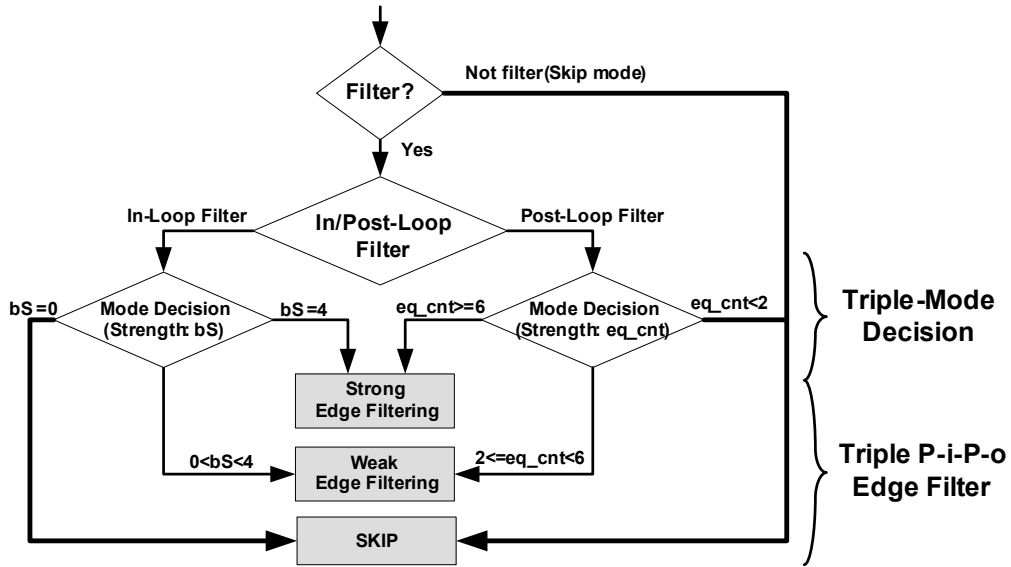 Not filter(Skip mode)
Filter?
Yes
In-Loop Filter
In/Post-Loop
Filter
Post-Loop Filter
bS=0
Mode Decision
(Strength: bS)
bS=4
eq_cnt>=6
Mode Decision
(Strength: eq_cnt)
eq_cnt<2
Triple-Mode
Decision
Strong
Edge Filtering
0<bS<4
Weak
Edge Filtering
2<=eq_cnt<6
Triple P-i-P-o
Edge Filter
SKIP